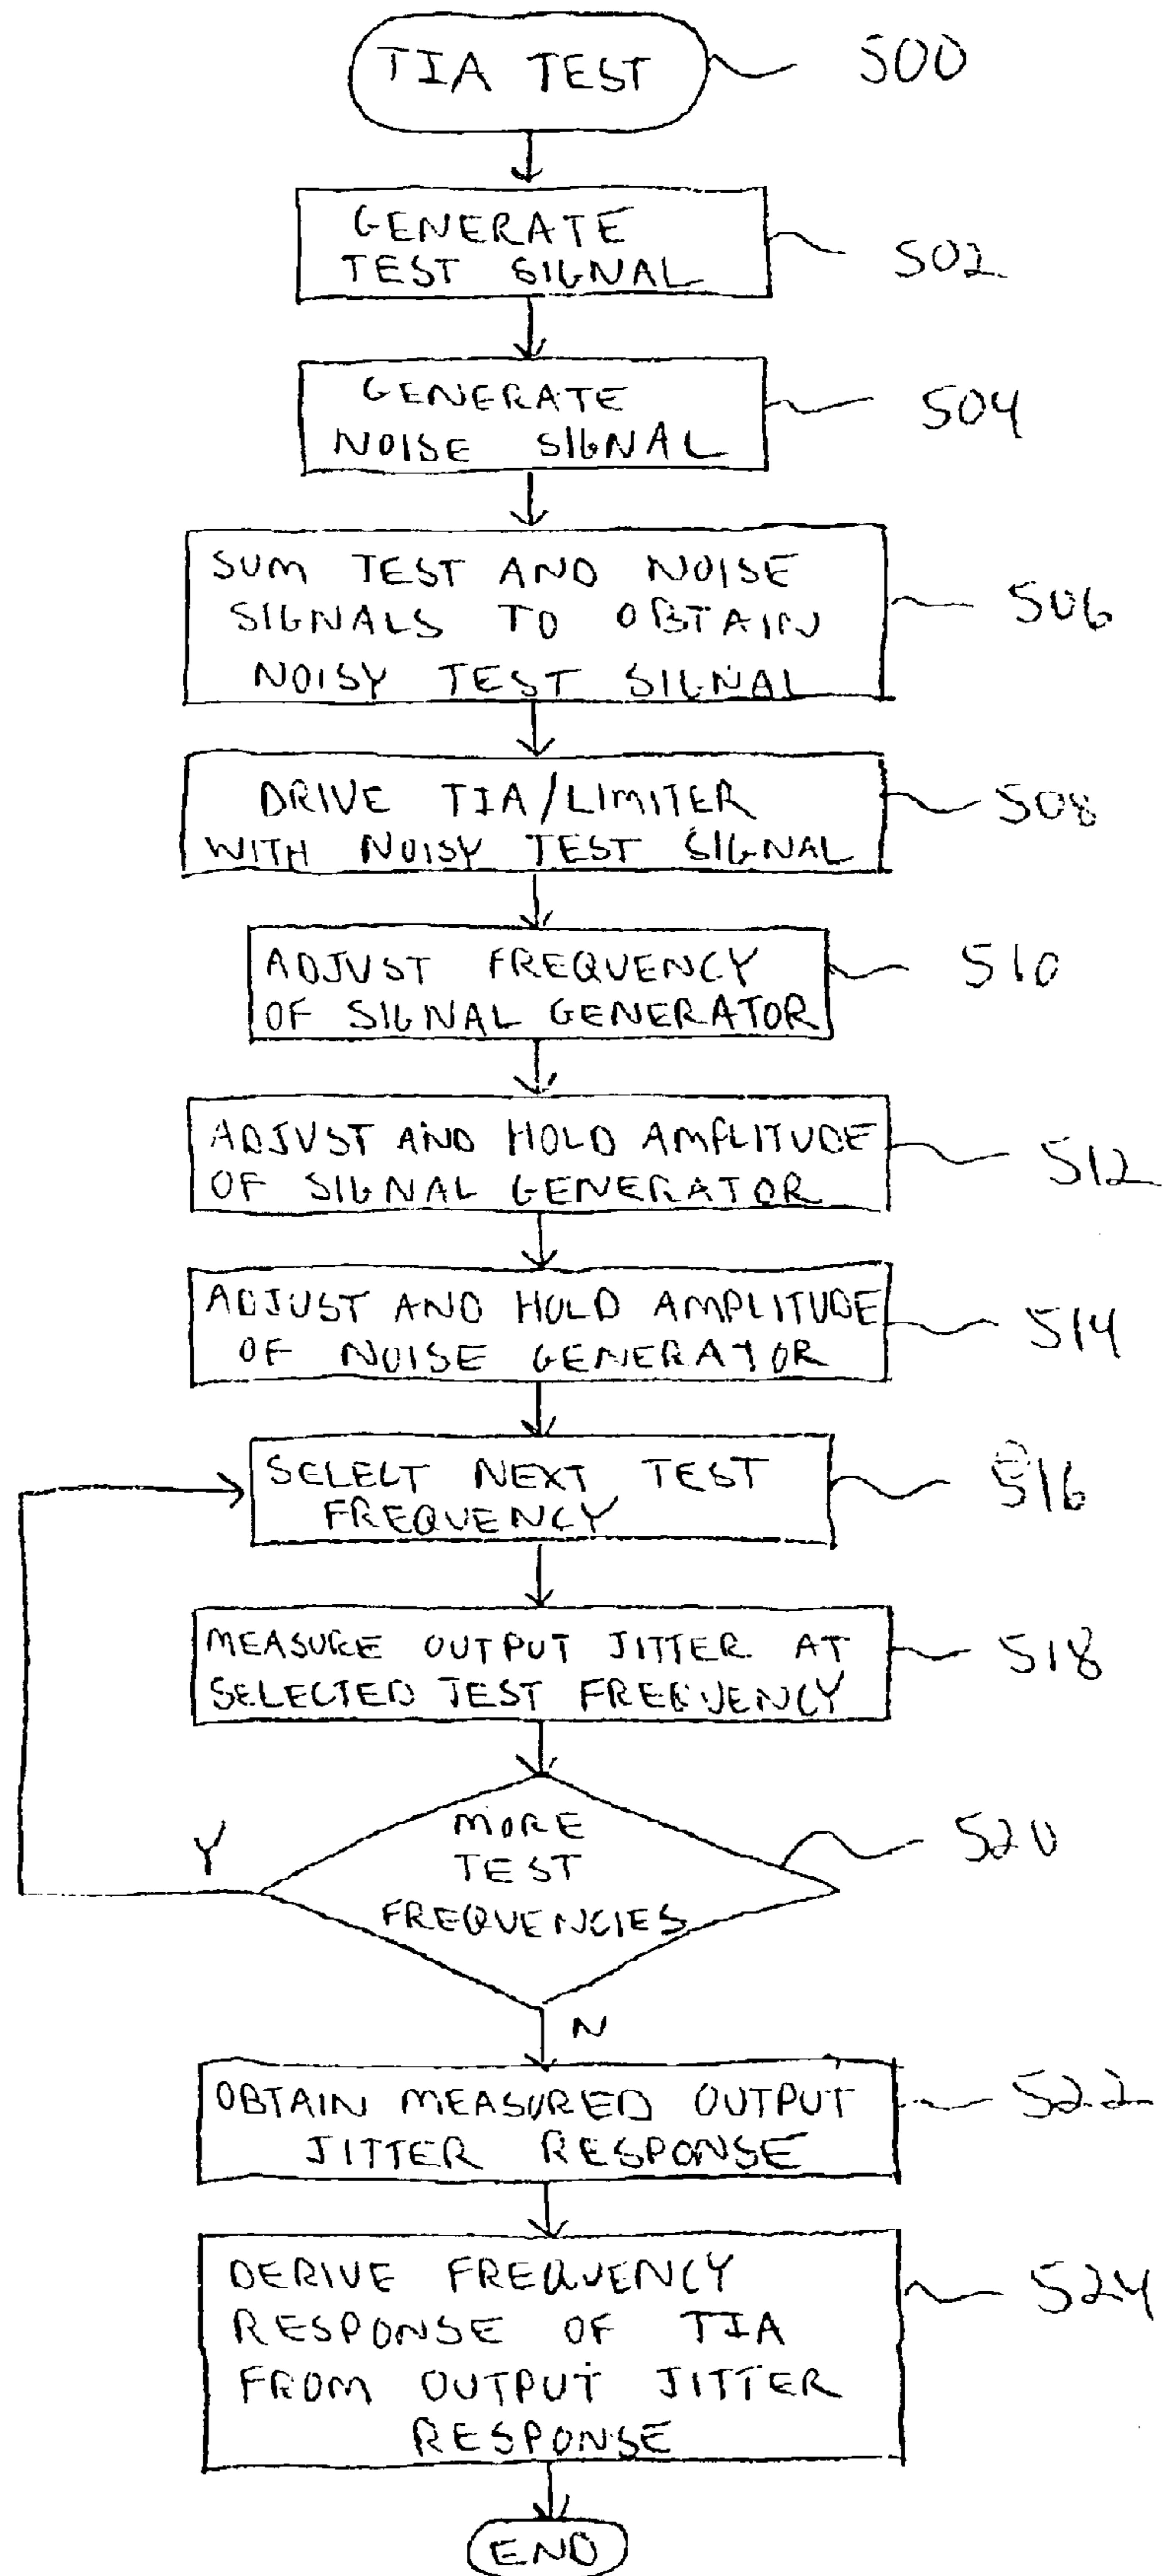 TIA TEST
500
GENERATE
TEST SIGNAL
502
GENERATE
NOISE SIGNAL
504
SUM TEST AND NOISE
SIGNALS TO OBTAIN
NOISY TEST SIGNAL
506
DRIVE TIA/LIMITER
WITH NOISY TEST SIGNAL
508
ADJUST FREQUENCY
OF SIGNAL GENERATOR
510
ADJUST AND HOLD AMPLITUDE
OF SIGNAL GENERATOR
512
ADJUST AND HOLD AMPLITUDE
OF NOISE GENERATOR
514
SELECT NEXT TEST
FREQUENCY
516
MEASURE OUTPUT JITTER AT
SELECTED TEST FREQUENCY
518
MORE
TEST
FREQUENCIES
520
Y
N
OBTAIN MEASURED OUTPUT
JITTER RESPONSE
522
DERIVE FREQUENCY
RESPONSE OF TIA
FROM OUTPUT JITTER
RESPONSE
524
END